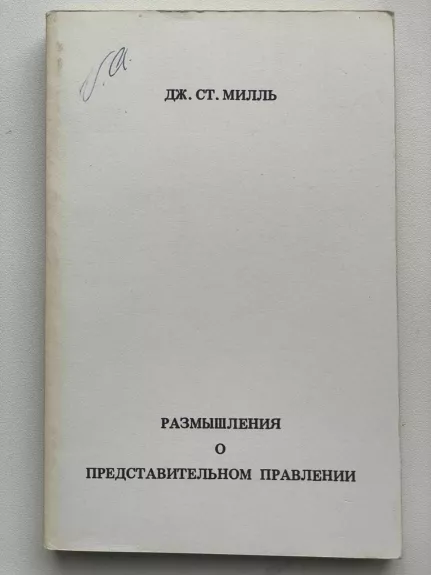 ДЖ. СТ. МИЛЛЬ
РАЗМЫШЛЕНИЯ
О
ПРЕДСТАВИТЕЛЬНОМ ПРАВЛЕНИИ